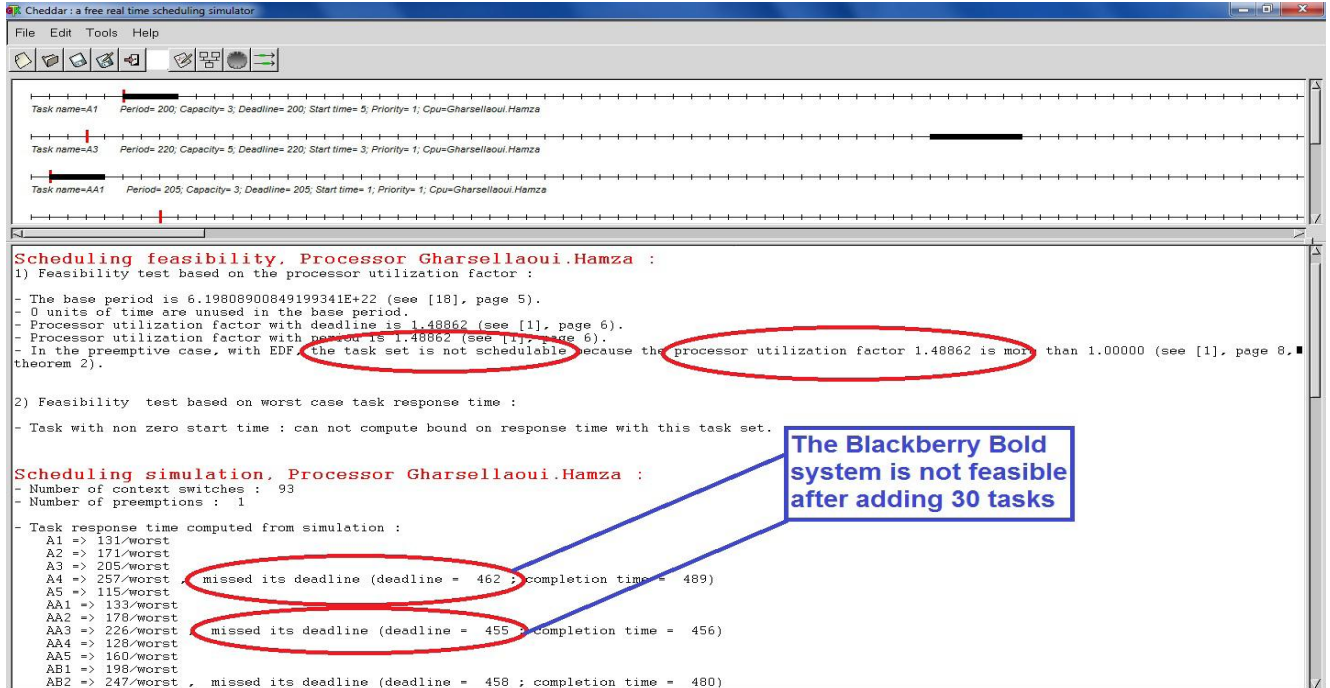 Cheddar : a free real time scheduling simulator
File Edit Tools Help
Task name=A1 Period= 200; Capacity= 3; Deadline= 200; Start time= 5; Priority= 1; Cpu=Gharsellaoui.Hamza
Task name=A3 Period= 220; Capacity= 5; Deadline= 220; Start time= 3; Priority= 1; Cpu=Gharsellaoui.Hamza
Task name=AA1 Period= 205; Capacity= 3; Deadline= 205; Start time= 1; Priority= 1; Cpu=Gharsellaoui.Hamza
Scheduling feasibility, Processor Gharsellaoui.Hamza :
1) Feasibility test based on the processor utilization factor :
- The base period is 6.19808900849199341E+22 (see [18], page 5).
- 0 units of time are unused in the base period.
- Processor utilization factor with deadline is 1.48862 (see [1], page 6).
- Processor utilization factor with period is 1.48862 (see [1], page 6).
- In the preemptive case, with EDF, the task set is not schedulable because the processor utilization factor 1.48862 is more than 1.00000 (see [1], page 8,
theorem 2).
2) Feasibility test based on worst case task response time :
- Task with non zero start time : can not compute bound on response time with this task set.
The Blackberry Bold
system is not feasible
after adding 30 tasks
Scheduling simulation, Processor Gharsellaoui.Hamza :
- Number of context switches : 93
- Number of preemptions : 1
- Task response time computed from simulation :
A1 => 131/worst
A2 => 171/worst
A3 => 205/worst
A4 => 257/worst , missed its deadline (deadline = 462 ; completion time = 489)
A5 => 115/worst
AA1 => 133/worst
AA2 => 178/worst
AA3 => 226/worst , missed its deadline (deadline = 455 ; completion time = 456)
AA4 => 128/worst
AA5 => 160/worst
AB1 => 198/worst
AB2 => 247/worst , missed its deadline (deadline = 458 ; completion time = 480)